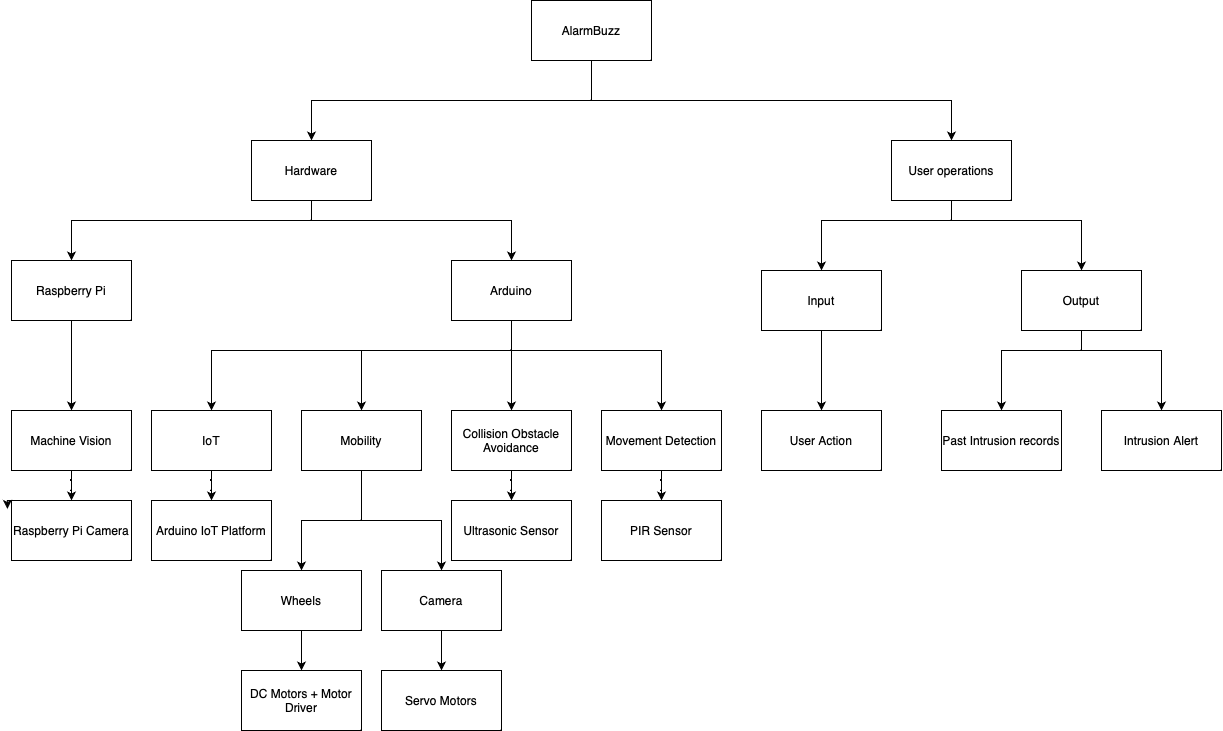 AlarmBuzz
Hardware
User operations
Raspberry Pi
Arduino
Input
Output
Machine Vision
IoT
Mobility
Collision Obstacle
Avoidance
Movement Detection
User Action
Past Intrusion records
Intrusion Alert
Raspberry Pi Camera
Arduino IoT Platform
Ultrasonic Sensor
PIR Sensor
Wheels
Camera
DC Motors + Motor
Driver
Servo Motors